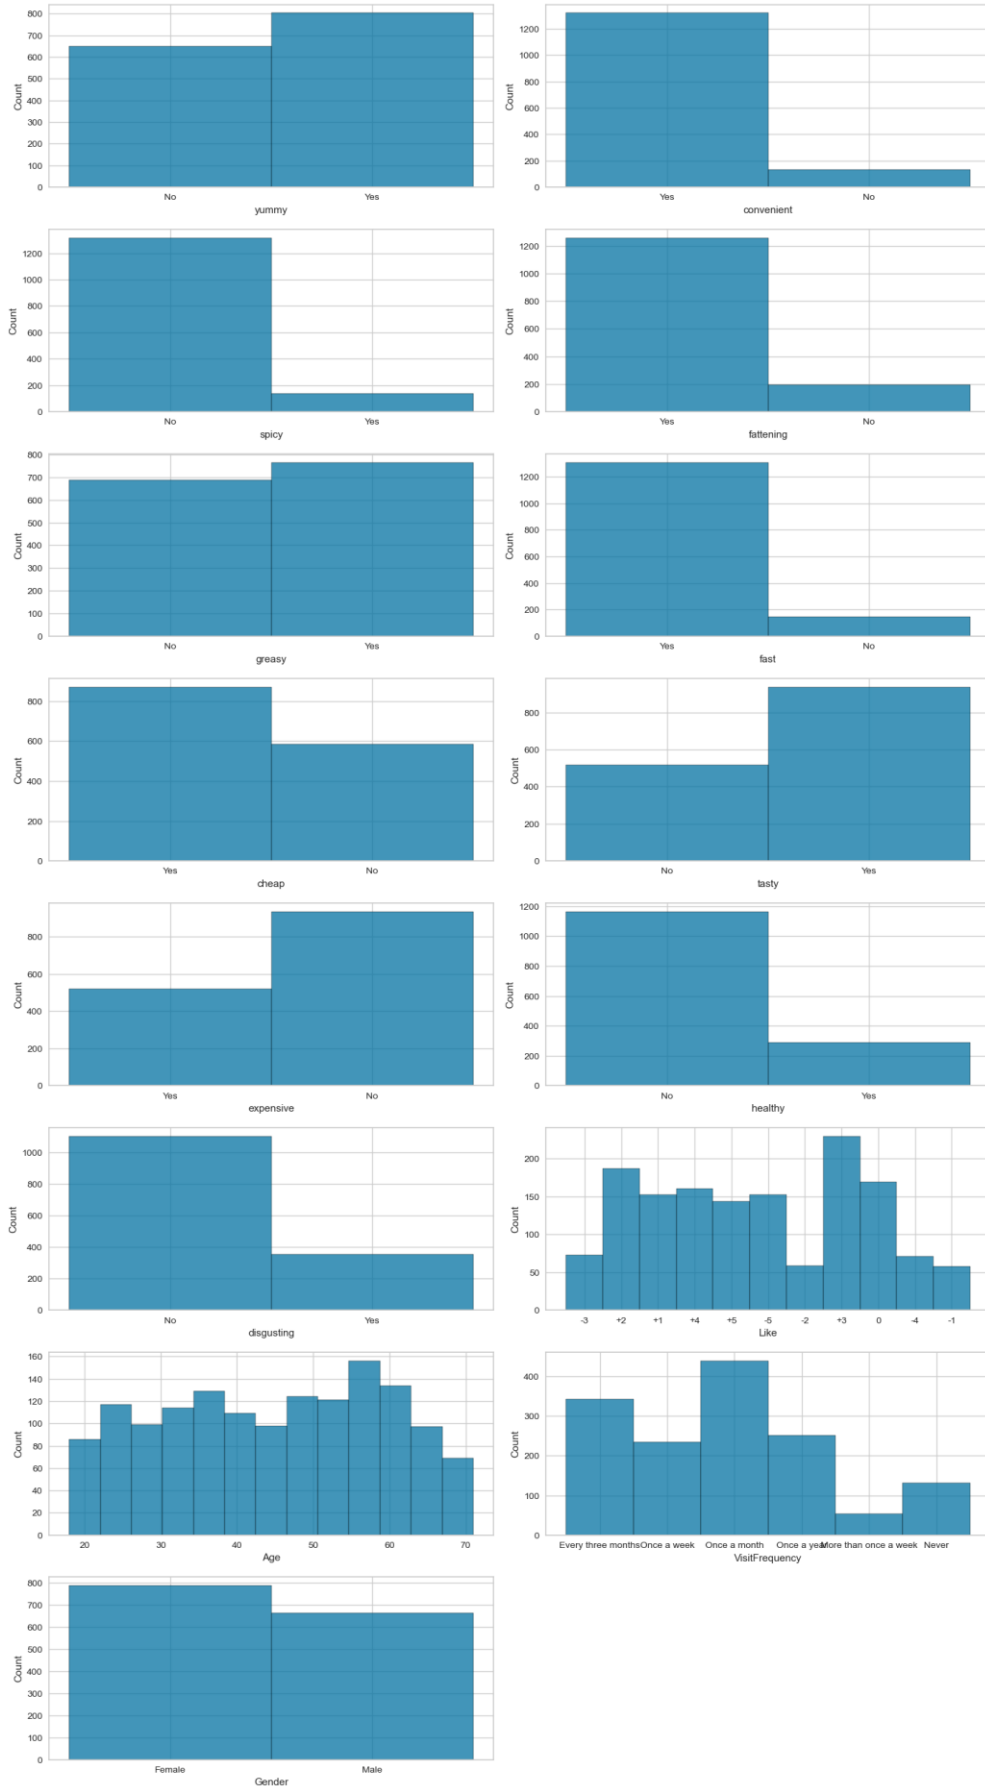 800
700
600
500
400
300
200
100
0
Count
No Yes
yummy
1200
1000
800
600
400
200
0
Count
Yes No
convenient
1200
1000
800
600
400
200
0
Count
No Yes
spicy
1200
1000
800
600
400
200
0
Count
Yes No
fattening
800
700
600
500
400
300
200
100
0
Count
No Yes
greasy
1200
1000
800
600
400
200
0
Count
Yes No
fast
800
600
400
200
0
Count
Yes No
cheap
800
600
400
200
0
Count
No Yes
tasty
800
600
400
200
0
Count
Yes No
expensive
1200
1000
800
600
400
200
0
Count
No Yes
healthy
1000
800
600
400
200
0
Count
No Yes
disgusting
200
150
100
50
0
Count
-3 +2 +1 +4 +5 -5 -2 +3 0 -4 -1
Like
160
140
120
100
80
60
40
20
0
Count
20 30 40 50 60 70
Age
400
300
200
100
0
Count
Every three months Once a week Once a month Once a year More than once a week Never
VisitFrequency
800
700
600
500
400
300
200
100
0
Count
Female Male
Gender